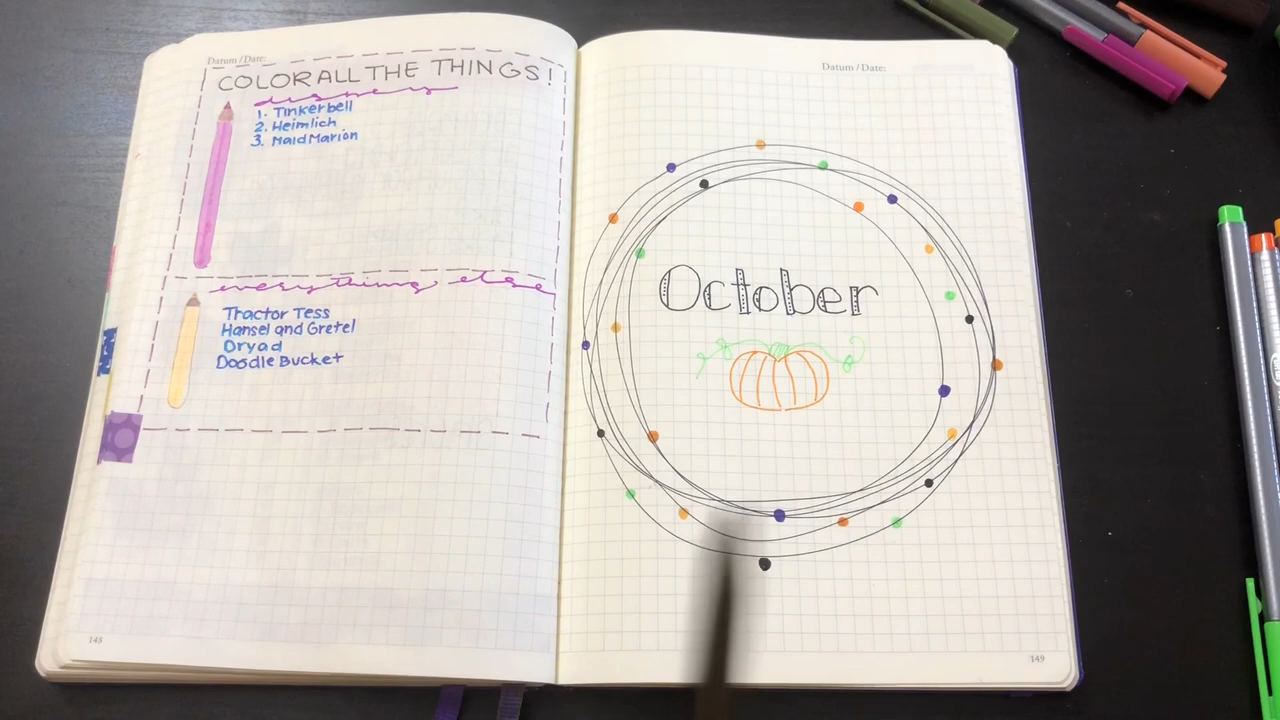 Datum / Date:
COLOR ALL THE THINGS!
disney
1. Tinkerbell
2. Heimlich
3. Maid Marion
everything else
Tractor Tess
Hansel and Gretel
Dryad
Doodle Bucket
148
Datum / Date:
October
149